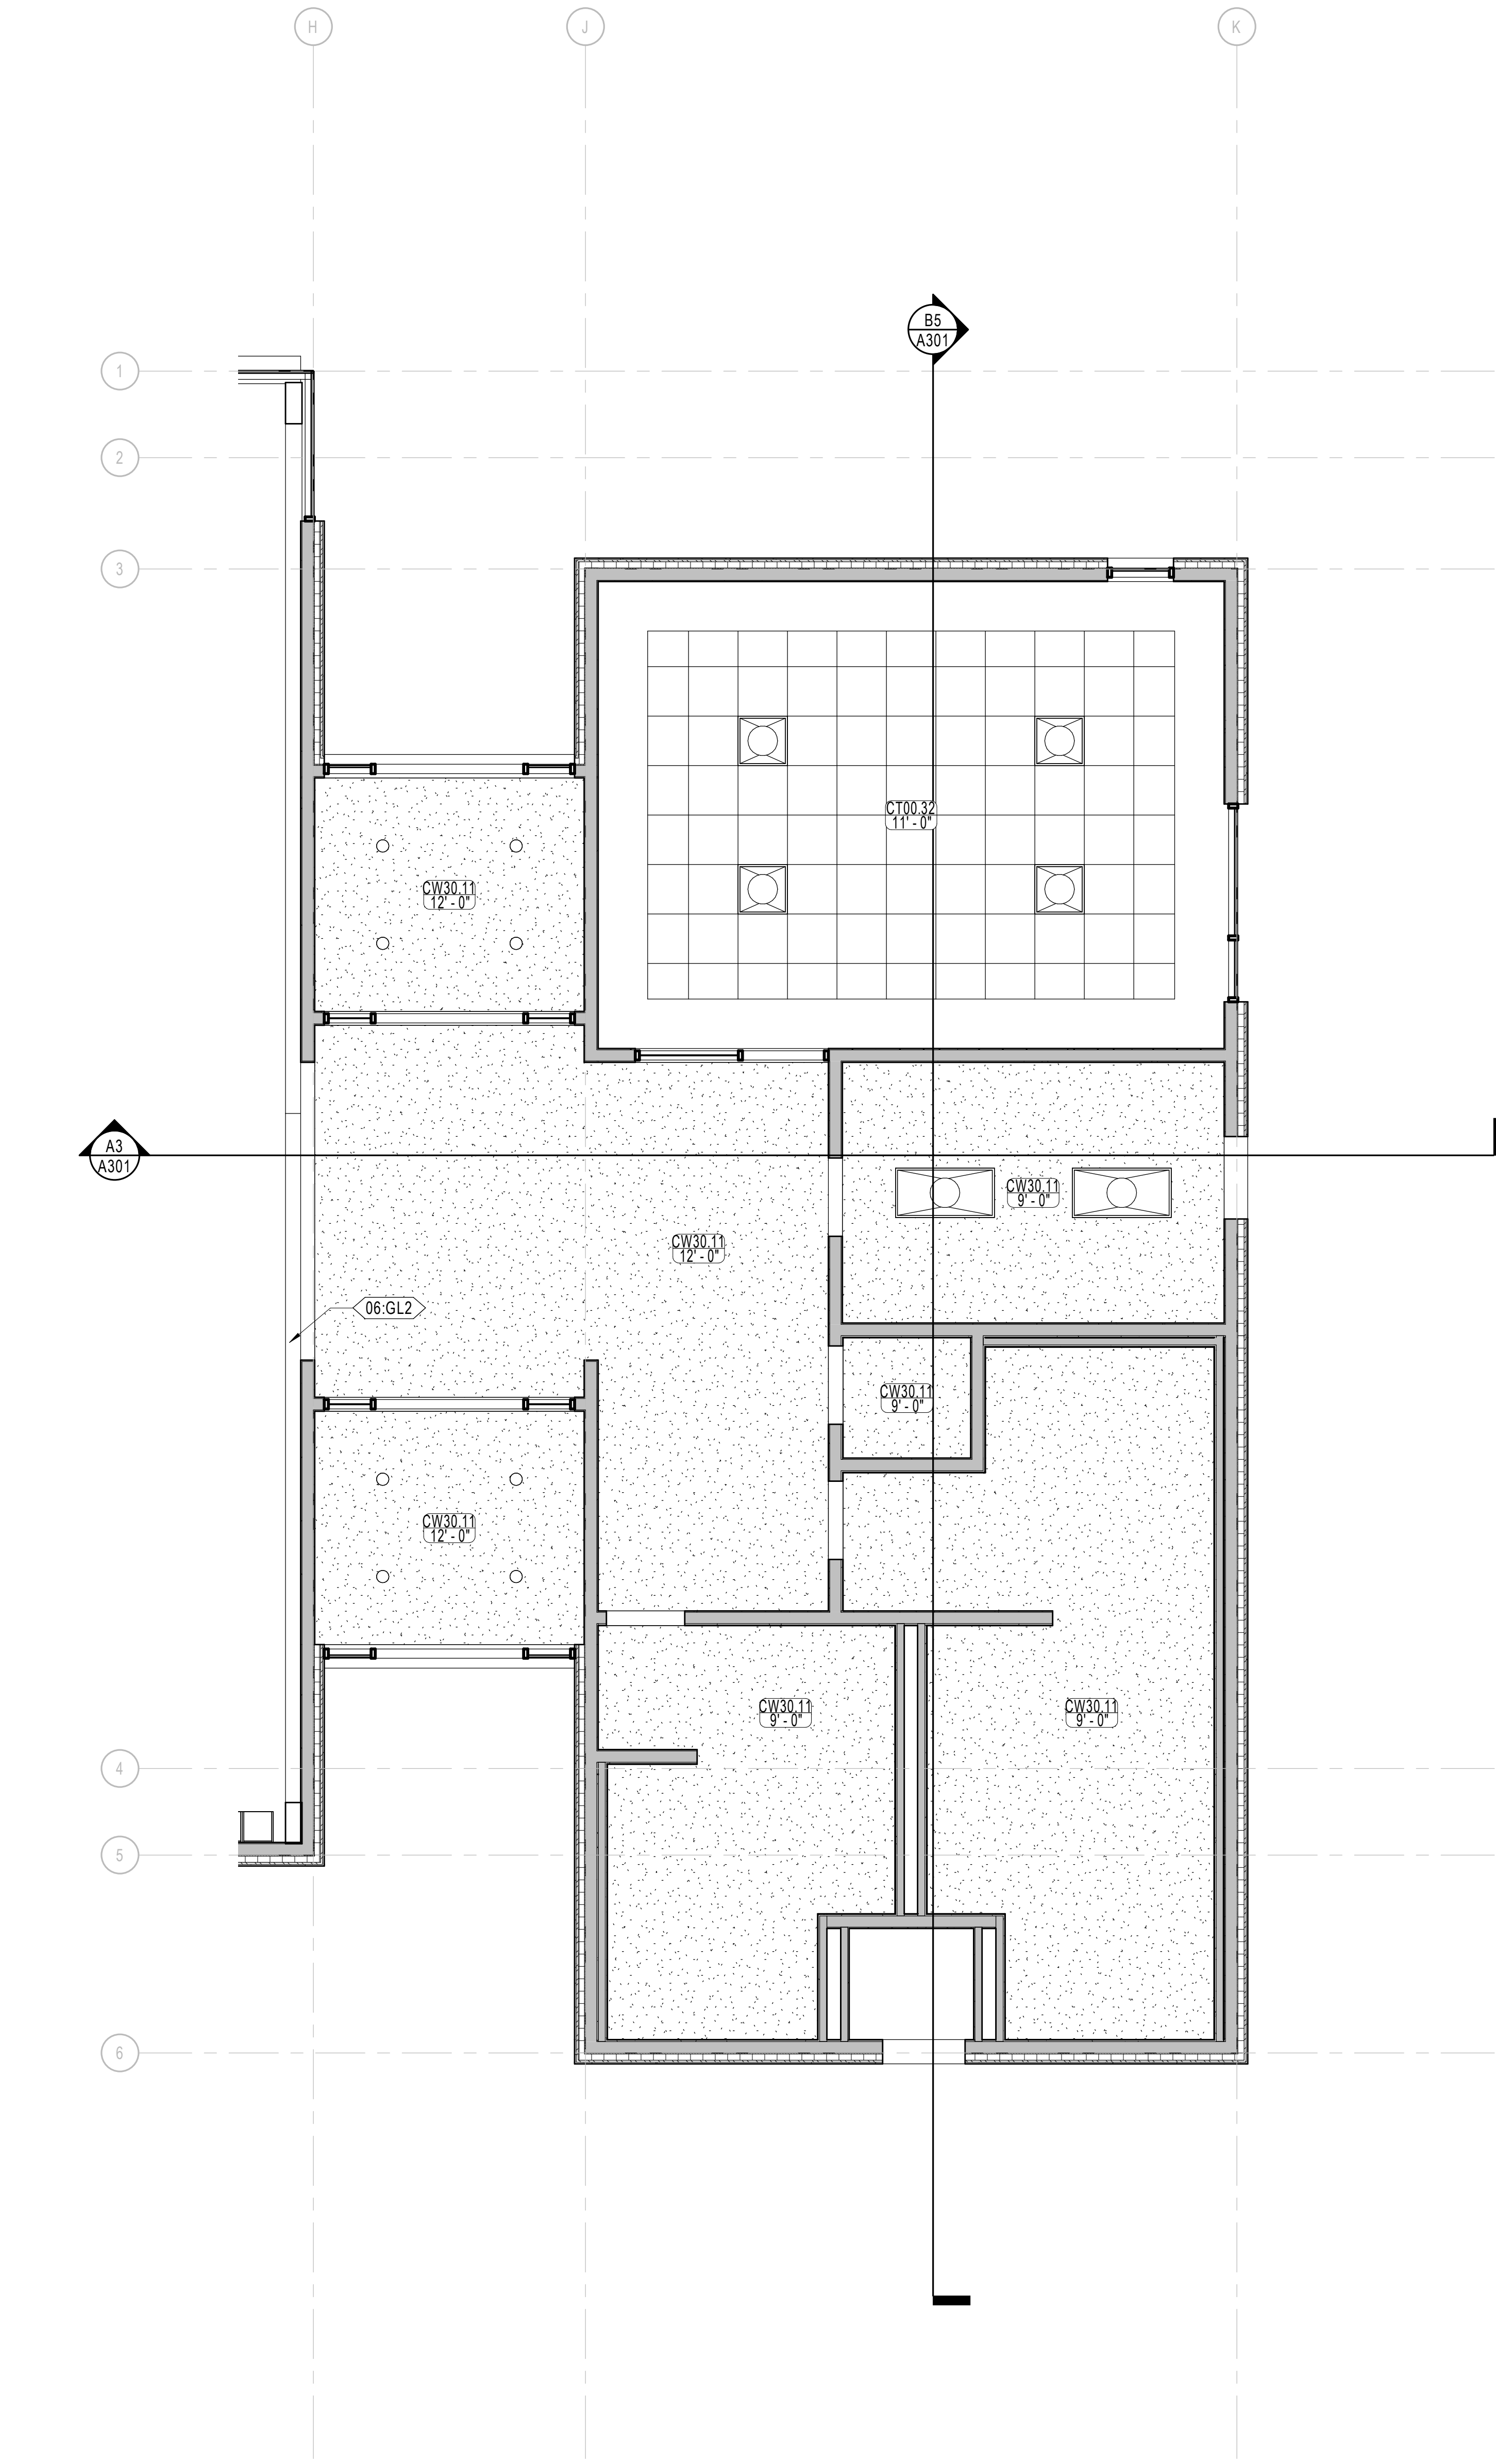 H
J
K
B5
A301
1
2
3
CT00.32
11' - 0"
CW30.11
12' - 0"
A3
A301
CW30.11
9' - 0"
CW30.11
12' - 0"
06:GL2
CW30.11
9' - 0"
CW30.11
12' - 0"
CW30.11
9' - 0"
CW30.11
9' - 0"
4
5
6